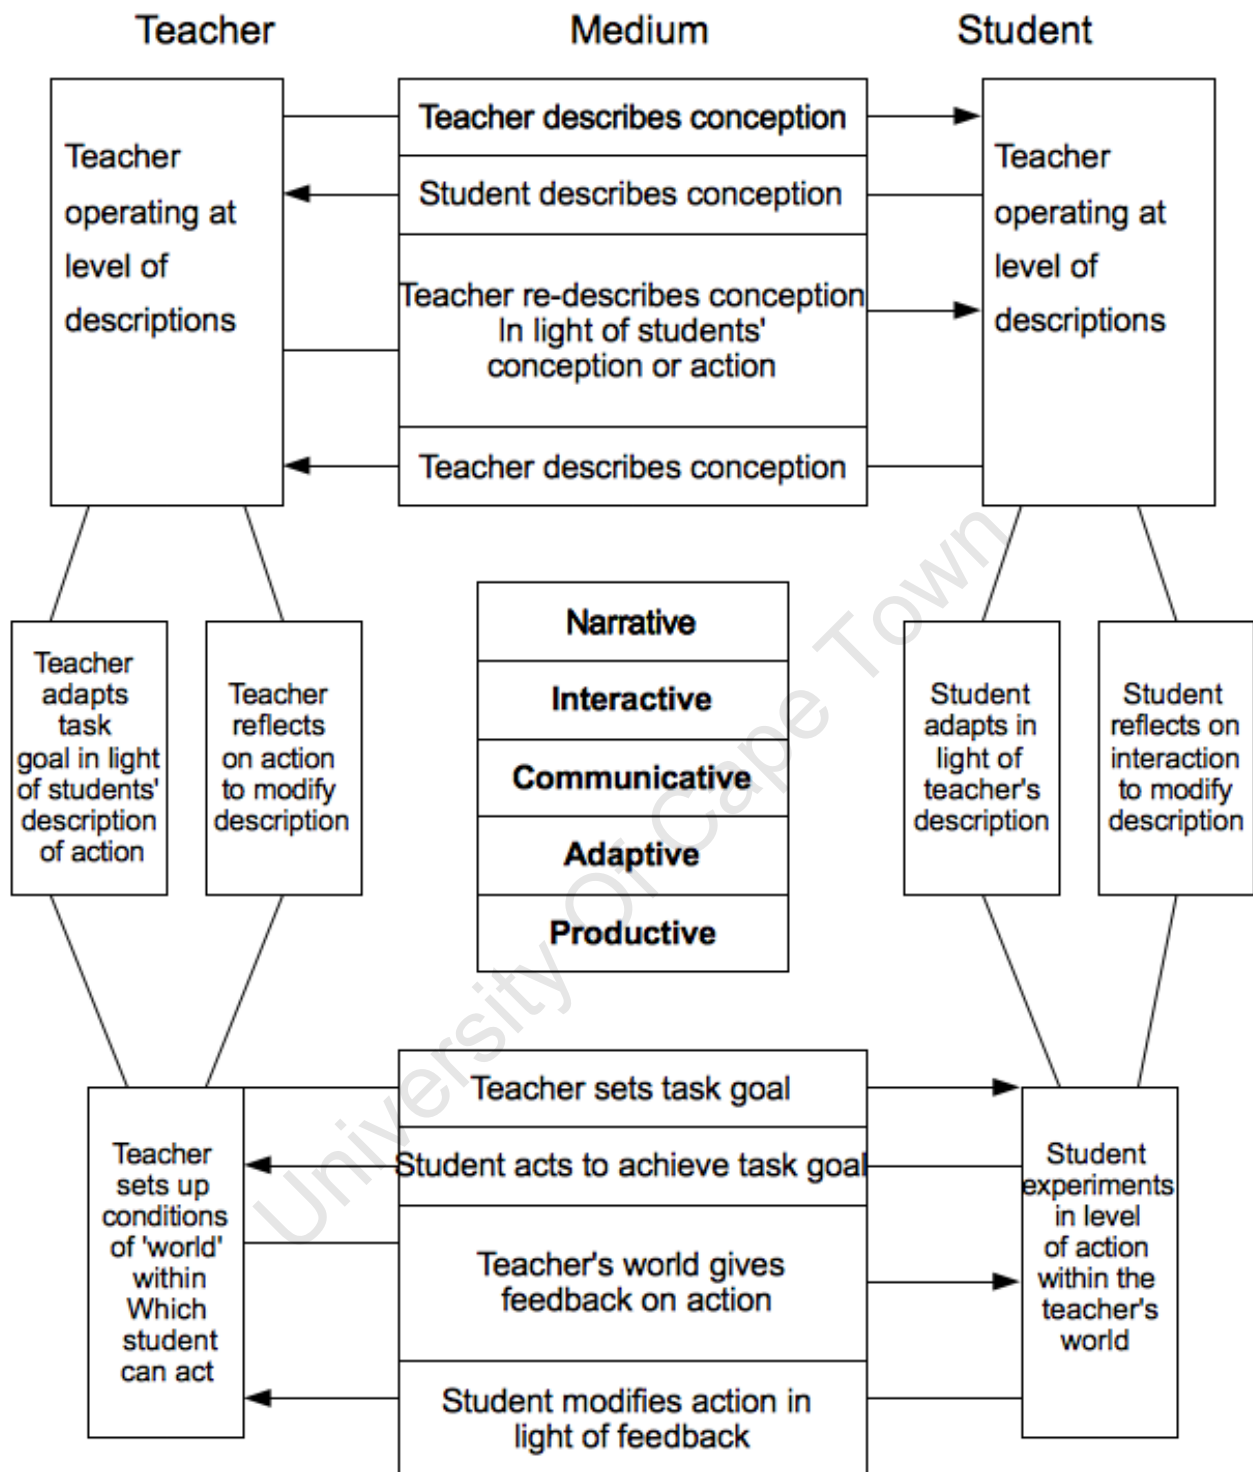 Teacher
Medium
Student
Teacher
operating at
level of
descriptions
Teacher describes conception
Student describes conception
Teacher re-describes conception
In light of students'
conception or action
Teacher describes conception
Teacher
operating at
level of
descriptions
Teacher
adapts
task
goal in light
of students'
description
of action
Teacher
reflects
on action
to modify
description
Narrative
Interactive
Communicative
Adaptive
Productive
Student
adapts in
light of
teacher's
description
Student
reflects on
interaction
to modify
description
Teacher
sets up
conditions
of 'world'
within
Which
student
can act
Teacher sets task goal
Student acts to achieve task goal
Teacher's world gives
feedback on action
Student modifies action in
light of feedback
Student
experiments
in level
of action
within the
teacher's
world
University Of Cape Town